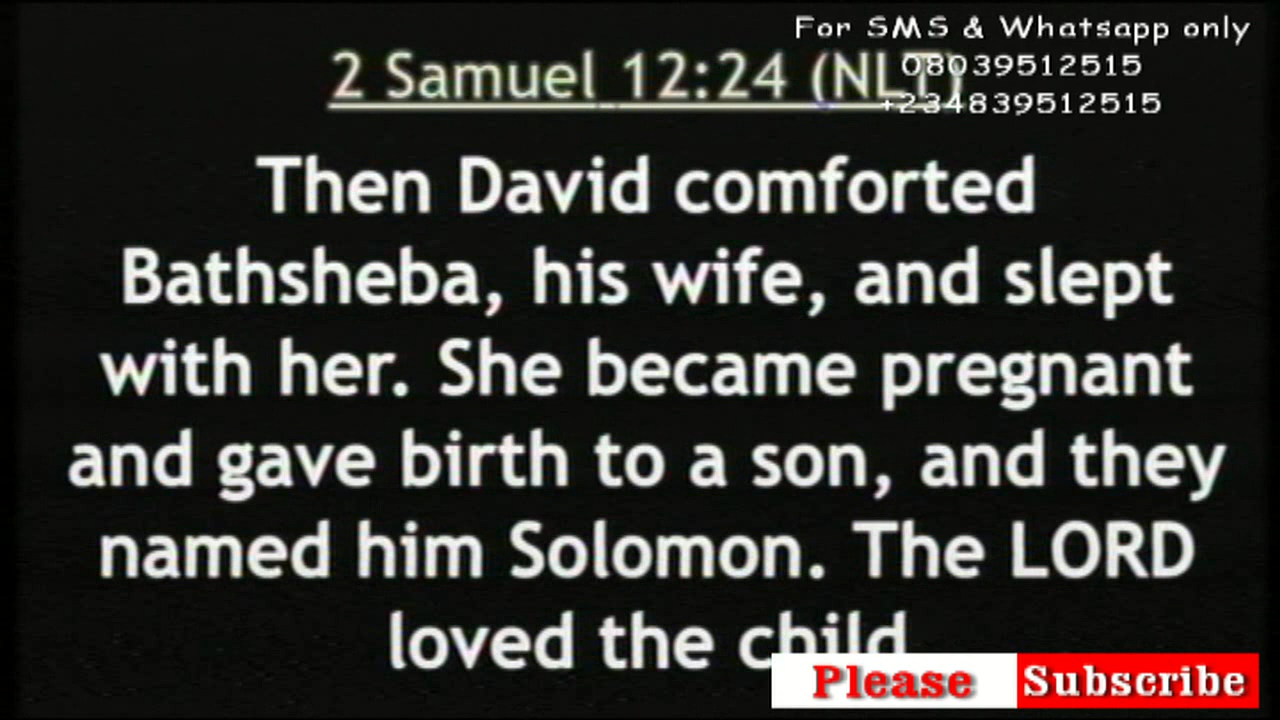 For SMS & Whatsapp only
08039512515
+234839512515
2 Samuel 12:24 (NLT)
Then David comforted
Bathsheba, his wife, and slept
with her. She became pregnant
and gave birth to a son, and they
named him Solomon. The LORD
loved the child
Please Subscribe